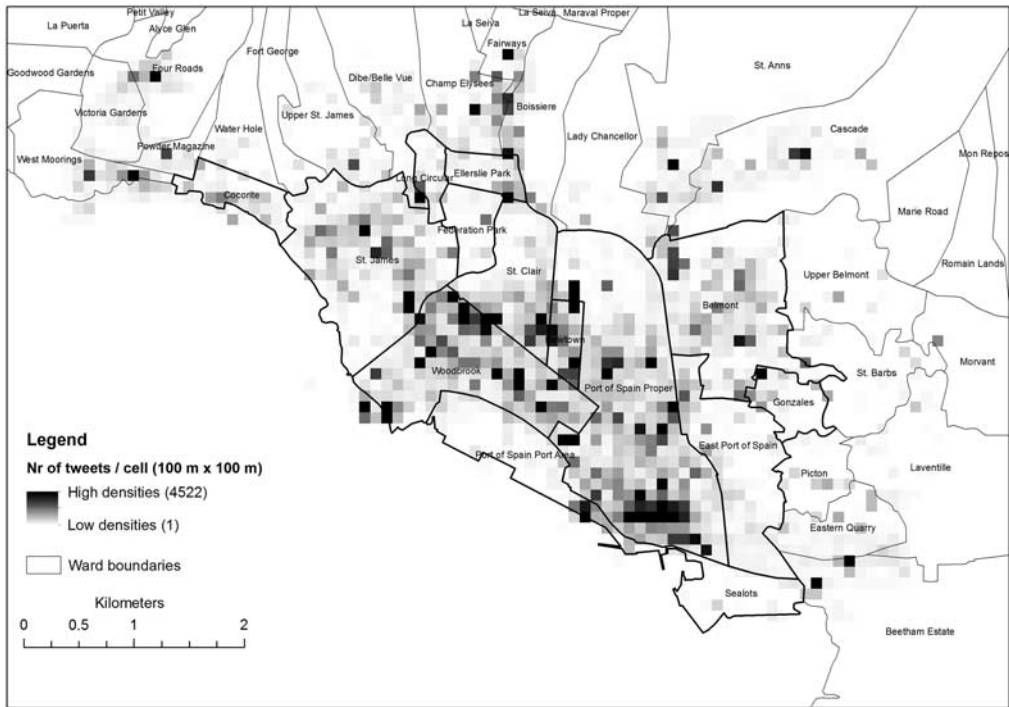 Petit Valley
La Seiva
Maraval Proper
La Puerta
Alyce Glen
La Seiva
Fort George
Fairways
Four Roads
Goodwood Gardens
Dibe/Belle Vue
Champ Elysees
St. Anns
Victoria Gardens
Boissiere
Upper St. James
Water Hole
Lady Chancellor
Cascade
Powder Magazine
West Moorings
Mon Repos
Long Circular
Ellerslie Park
Cocorite
Marie Road
Federation Park
St. James
St. Clair
Romain Lands
Upper Belmont
Belmont
Newtown
Woodbrook
Morvant
St. Barbs
Port of Spain Proper
Gonzales
East Port of Spain
Port of Spain Port Area
Picton
Laventille
Eastern Quarry
Sealots
Beetham Estate
Legend
Nr of tweets / cell (100 m x 100 m)
High densities (4522)
Low densities (1)
Ward boundaries
Kilometers
0 0.5 1 2